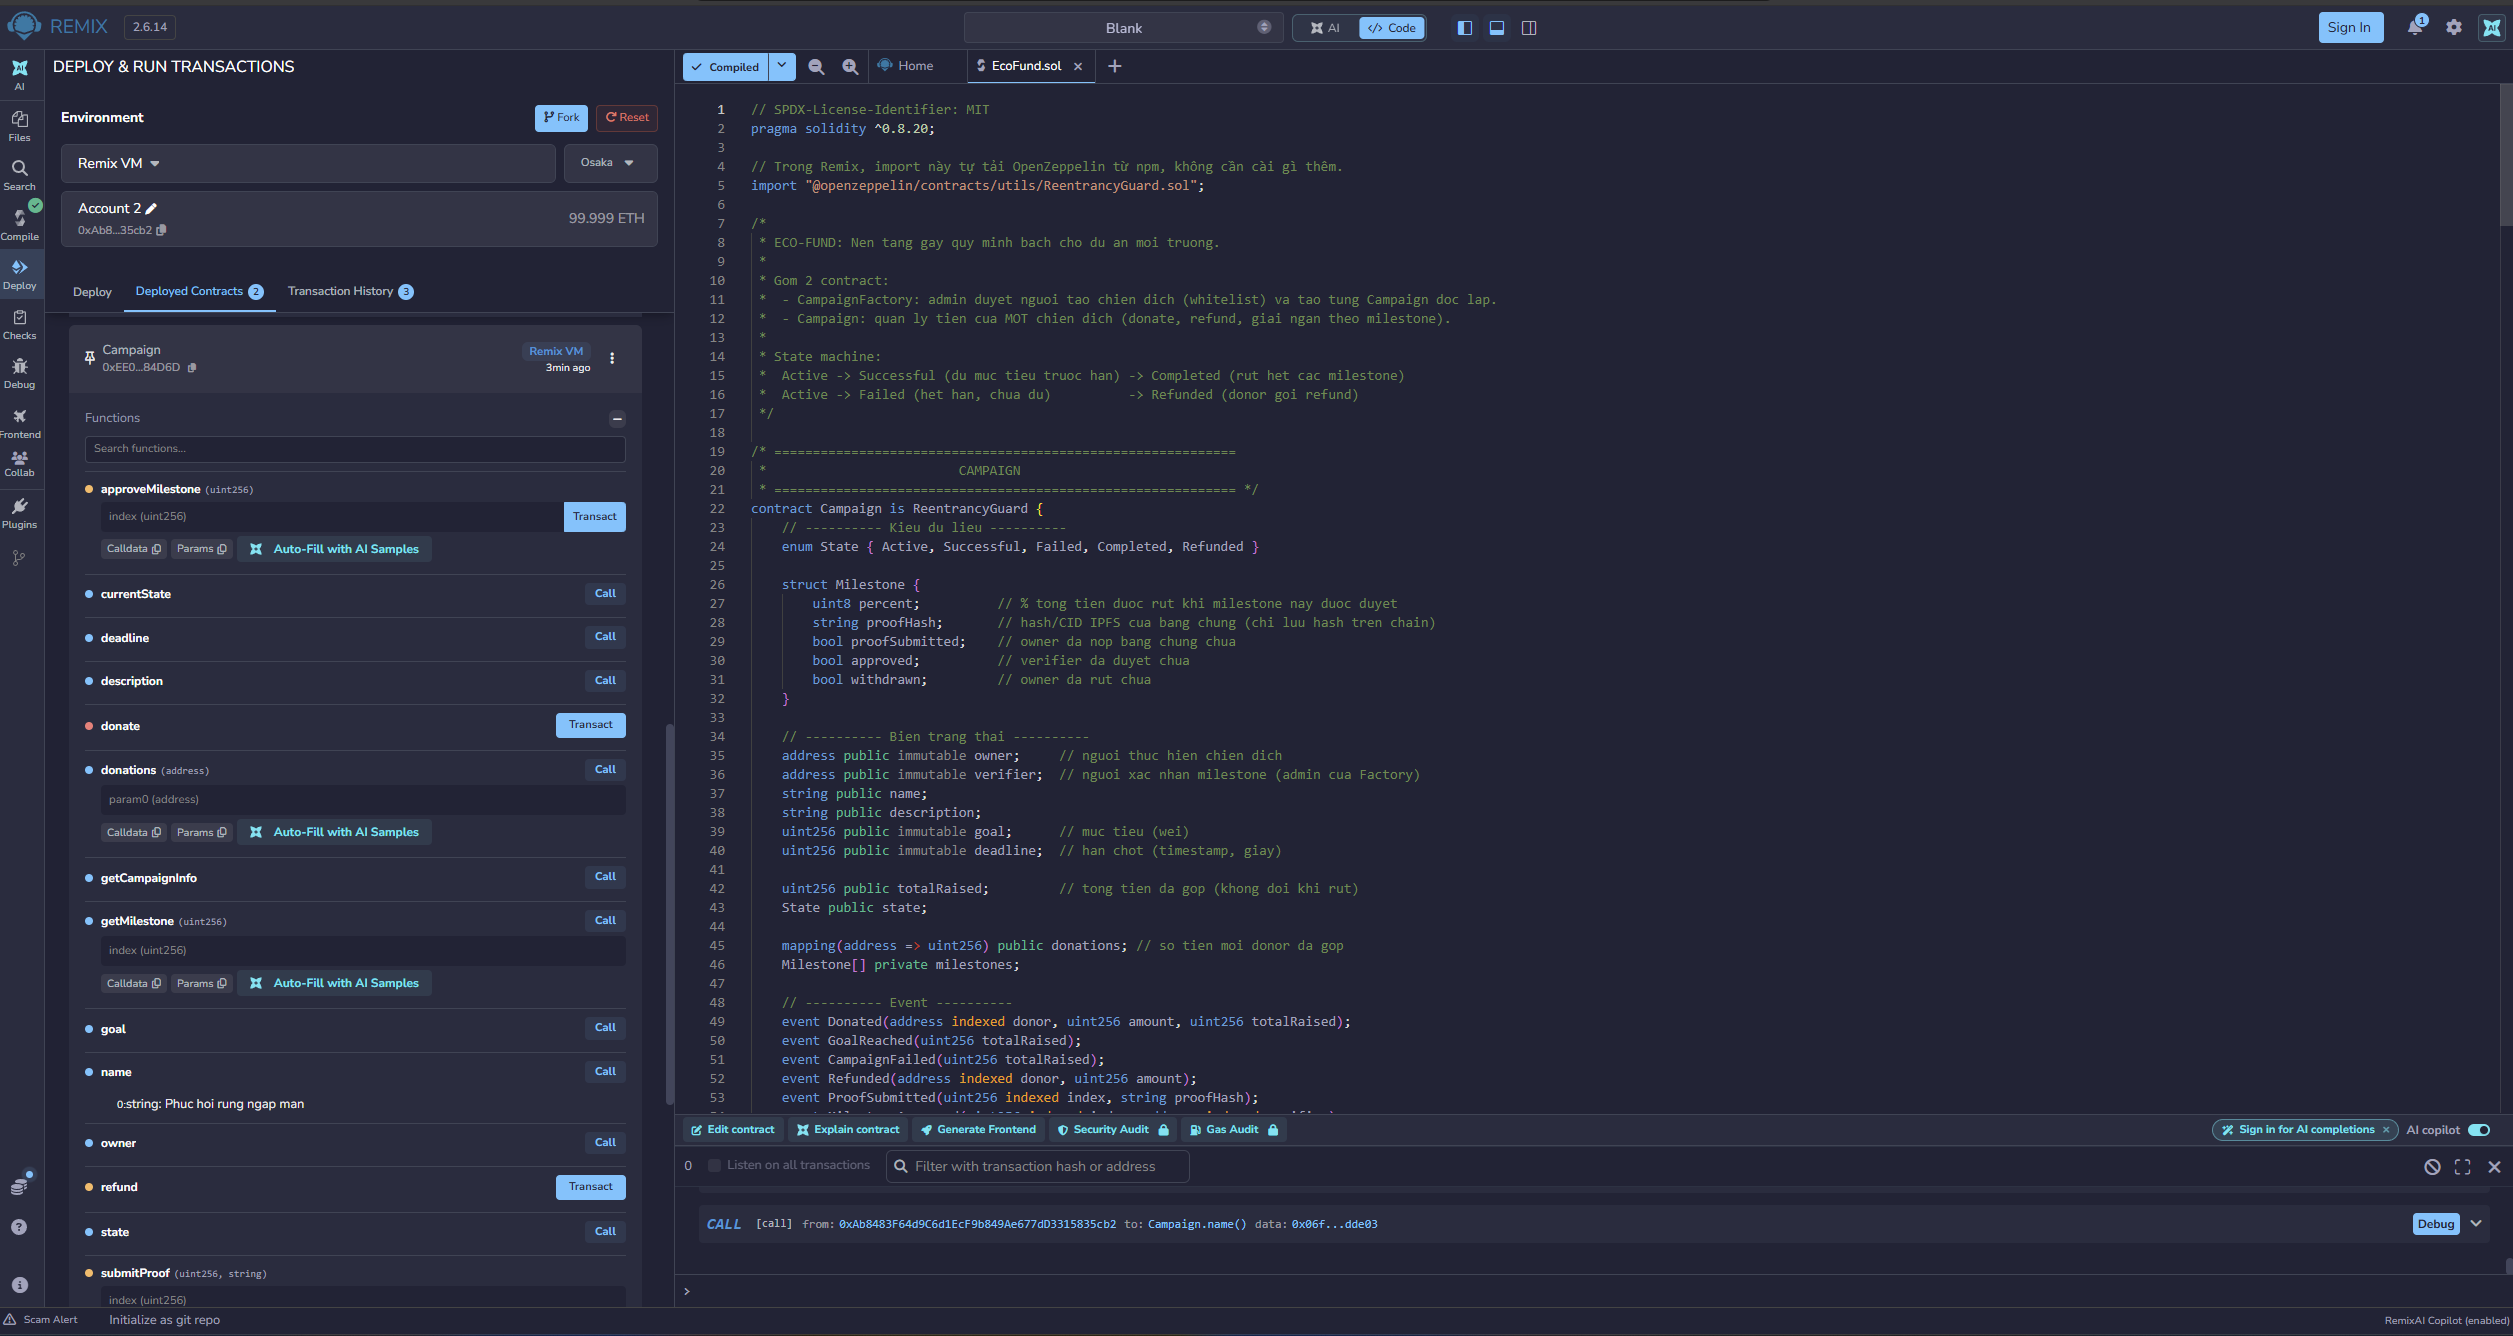 REMIX 2.6.14
Blank
AI
Code
Sign In
1
AI
DEPLOY & RUN TRANSACTIONS
Compiled
Home
EcoFund.sol
AI
Files
Search
Compile
Deploy
Checks
Debug
Frontend
Collab
Plugins
Environment
Fork
Reset
Remix VM
Osaka
Account 2
0xAb8...35cb2
99.999 ETH
Deploy
Deployed Contracts 2
Transaction History 3
Campaign
0xEE0...84D6D
Remix VM
3min ago
Functions
Search functions...
approveMilestone (uint256)
index (uint256)
Transact
Calldata
Params
Auto-Fill with AI Samples
currentState
Call
deadline
Call
description
Call
donate
Transact
donations (address)
Call
param0 (address)
Calldata
Params
Auto-Fill with AI Samples
getCampaignInfo
Call
getMilestone (uint256)
Call
index (uint256)
Calldata
Params
Auto-Fill with AI Samples
goal
Call
name
Call
0:string: Phuc hoi rung ngap man
owner
Call
refund
Transact
state
Call
submitProof (uint256, string)
index (uint256)
1 // SPDX-License-Identifier: MIT
2 pragma solidity ^0.8.20;
3
4 // Trong Remix, import này tự tải OpenZeppelin từ npm, không cần cài gì thêm.
5 import "@openzeppelin/contracts/utils/ReentrancyGuard.sol";
6
7 /*
8 * ECO-FUND: Nen tang gay quy minh bach cho du an moi truong.
9 *
10 * Gom 2 contract:
11 * - CampaignFactory: admin duyet nguoi tao chien dich (whitelist) va tao tung Campaign doc lap.
12 * - Campaign: quan ly tien cua MOT chien dich (donate, refund, giai ngan theo milestone).
13 *
14 * State machine:
15 * Active -> Successful (du muc tieu truoc han) -> Completed (rut het cac milestone)
16 * Active -> Failed (het han, chua du) -> Refunded (donor goi refund)
17 */
18
19 /* ============================================================
20 * CAMPAIGN
21 * ============================================================ */
22 contract Campaign is ReentrancyGuard {
23 // ---------- Kieu du lieu ----------
24 enum State { Active, Successful, Failed, Completed, Refunded }
25
26 struct Milestone {
27 uint8 percent; // % tong tien duoc rut khi milestone nay duoc duyet
28 string proofHash; // hash/CID IPFS cua bang chung (chi luu hash tren chain)
29 bool proofSubmitted; // owner da nop bang chung chua
30 bool approved; // verifier da duyet chua
31 bool withdrawn; // owner da rut chua
32 }
33
34 // ---------- Bien trang thai ----------
35 address public immutable owner; // nguoi thuc hien chien dich
36 address public immutable verifier; // nguoi xac nhan milestone (admin cua Factory)
37 string public name;
38 string public description;
39 uint256 public immutable goal; // muc tieu (wei)
40 uint256 public immutable deadline; // han chot (timestamp, giay)
41
42 uint256 public totalRaised; // tong tien da gop (khong doi khi rut)
43 State public state;
44
45 mapping(address => uint256) public donations; // so tien moi donor da gop
46 Milestone[] private milestones;
47
48 // ---------- Event ----------
49 event Donated(address indexed donor, uint256 amount, uint256 totalRaised);
50 event GoalReached(uint256 totalRaised);
51 event CampaignFailed(uint256 totalRaised);
52 event Refunded(address indexed donor, uint256 amount);
53 event ProofSubmitted(uint256 indexed index, string proofHash);
Edit contract
Explain contract
Generate Frontend
Security Audit
Gas Audit
Sign in for AI completions ×
AI copilot
0
Listen on all transactions
Filter with transaction hash or address
CALL [call] from: 0xAb8483F64d9C6d1EcF9b849Ae677dD3315835cb2 to: Campaign.name() data: 0x06f...dde03
Debug
>
Scam Alert
Initialize as git repo
RemixAI Copilot (enabled)